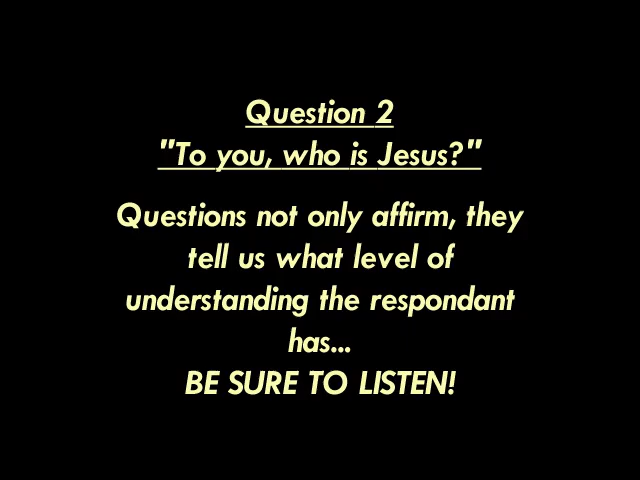 Question 2
"To you, who is Jesus?"
Questions not only affirm, they
tell us what level of
understanding the respondant
has...
BE SURE TO LISTEN!